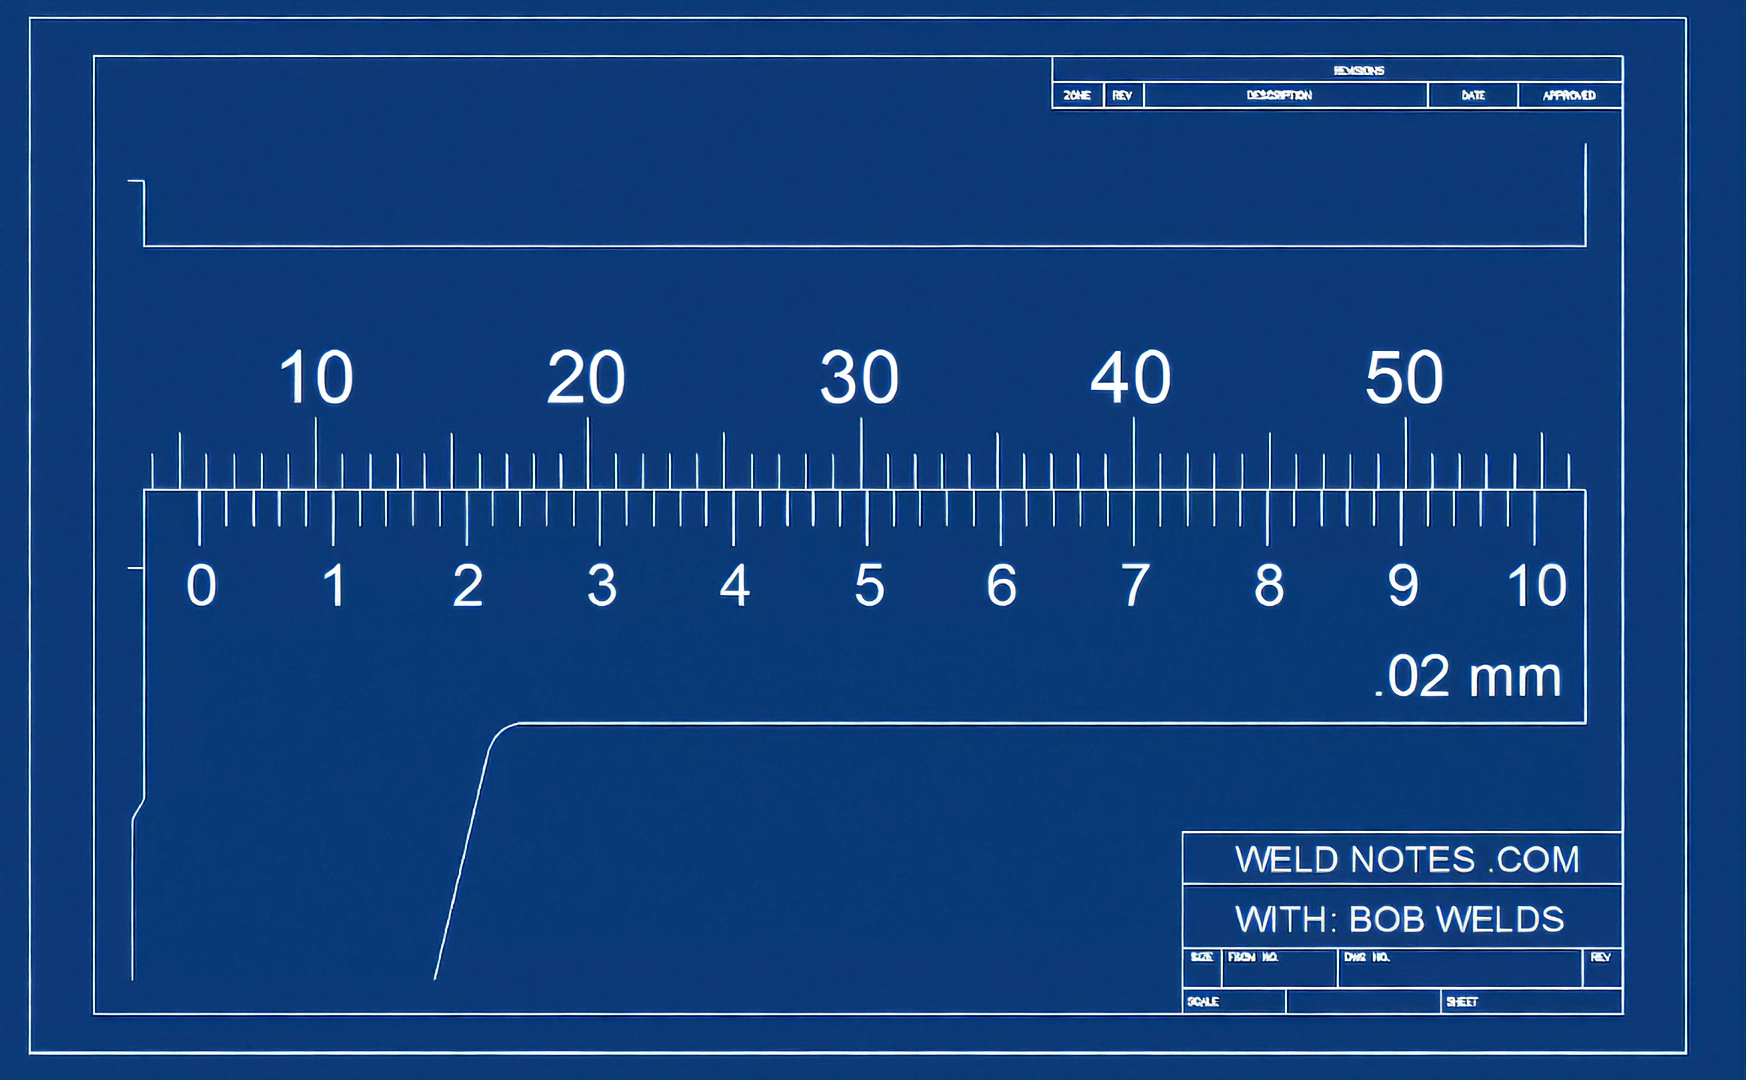 REVISIONS
ZONE REV DESCRIPTION DATE APPROVED
10 20 30 40 50
0 1 2 3 4 5 6 7 8 9 10
.02 mm
WELD NOTES .COM
WITH: BOB WELDS
SIZE FSCM NO. DWG NO. REV
SCALE SHEET